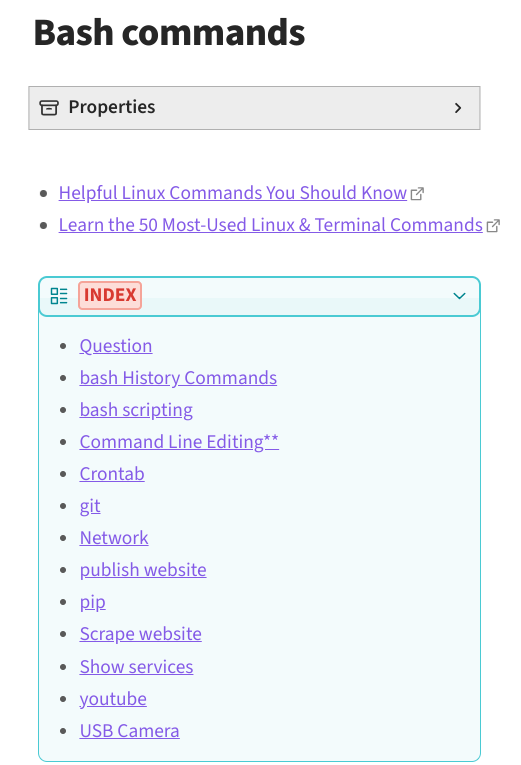 Bash commands
Properties
Helpful Linux Commands You Should Know
Learn the 50 Most-Used Linux & Terminal Commands
INDEX
Question
bash History Commands
bash scripting
Command Line Editing**
Crontab
git
Network
publish website
pip
Scrape website
Show services
youtube
USB Camera